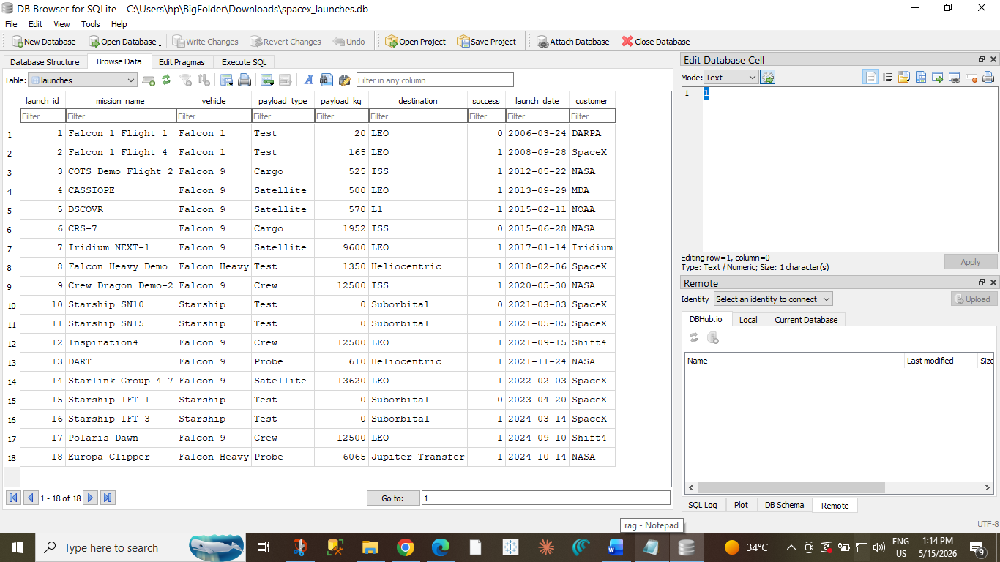 DB Browser for SQLite - C:\Users\hp\BigFolder\Downloads\spacex_launches.db
File Edit View Tools Help
New Database Open Database Write Changes Revert Changes Undo Open Project Save Project Attach Database Close Database
Database Structure Browse Data Edit Pragmas Execute SQL
Table: launches Filter in any column
launch_id mission_name vehicle payload_type payload_kg destination success launch_date customer
Filter Filter Filter Filter Filter Filter Filter Filter Filter
1 1 Falcon 1 Flight 1 Falcon 1 Test 20 LEO 0 2006-03-24 DARPA
2 2 Falcon 1 Flight 4 Falcon 1 Test 165 LEO 1 2008-09-28 SpaceX
3 3 COTS Demo Flight 2 Falcon 9 Cargo 525 ISS 1 2012-05-22 NASA
4 4 CASSIOPE Falcon 9 Satellite 500 LEO 1 2013-09-29 MDA
5 5 DSCOVR Falcon 9 Satellite 570 L1 1 2015-02-11 NOAA
6 6 CRS-7 Falcon 9 Cargo 1952 ISS 0 2015-06-28 NASA
7 7 Iridium NEXT-1 Falcon 9 Satellite 9600 LEO 1 2017-01-14 Iridium
8 8 Falcon Heavy Demo Falcon Heavy Test 1350 Heliocentric 1 2018-02-06 SpaceX
9 9 Crew Dragon Demo-2 Falcon 9 Crew 12500 ISS 1 2020-05-30 NASA
10 10 Starship SN10 Starship Test 0 Suborbital 0 2021-03-03 SpaceX
11 11 Starship SN15 Starship Test 0 Suborbital 1 2021-05-05 SpaceX
12 12 Inspiration4 Falcon 9 Crew 12500 LEO 1 2021-09-15 Shift4
13 13 DART Falcon 9 Probe 610 Heliocentric 1 2021-11-24 NASA
14 14 Starlink Group 4-7 Falcon 9 Satellite 13620 LEO 1 2022-02-03 SpaceX
15 15 Starship IFT-1 Starship Test 0 Suborbital 0 2023-04-20 SpaceX
16 16 Starship IFT-3 Starship Test 0 Suborbital 1 2024-03-14 SpaceX
17 17 Polaris Dawn Falcon 9 Crew 12500 LEO 1 2024-09-10 Shift4
18 18 Europa Clipper Falcon Heavy Probe 6065 Jupiter Transfer 1 2024-10-14 NASA
1 - 18 of 18 Go to: 1
Edit Database Cell
Mode: Text
1 1
Editing row=1, column=0
Type: Text / Numeric; Size: 1 character(s)
Apply
Remote
Identity Select an identity to connect Upload
DBHub.io Local Current Database
Name Last modified Size
SQL Log Plot DB Schema Remote
UTF-8
rag - Notepad
Type here to search
34°C
ENG
US
1:14 PM
5/15/2026
9